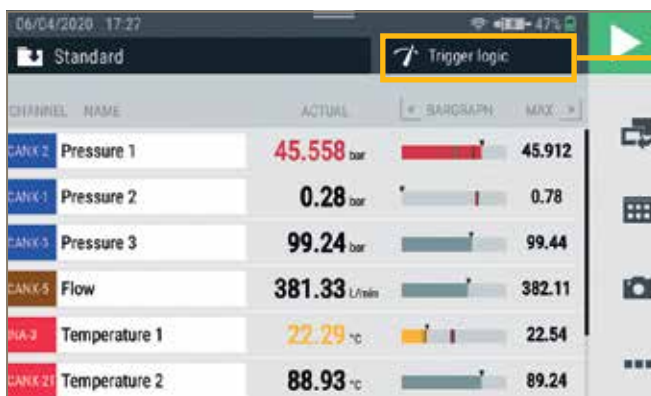 06/04/2020 17:27 47%
Standard Trigger logic
CHANNEL NAME ACTUAL BARGRAPH MAX
CANX-2 Pressure 1 45.558 bar 45.912
CANX-1 Pressure 2 0.28 bar 0.78
CANX-3 Pressure 3 99.24 bar 99.44
CANX-5 Flow 381.33 L/min 382.11
INA-3 Temperature 1 22.29 °C 22.54
Temperature 2 88.93 °C 89.24